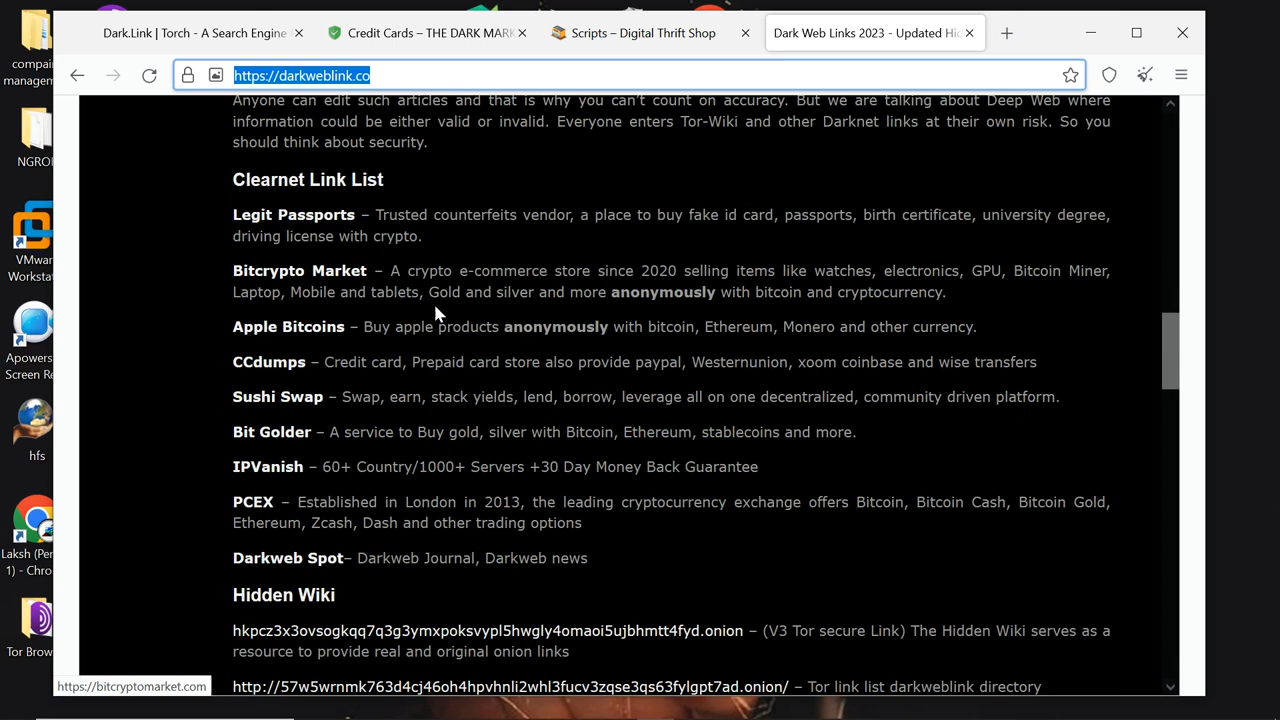 Dark.Link | Torch - A Search Engine
Credit Cards – THE DARK MARK
Scripts – Digital Thrift Shop
Dark Web Links 2023 - Updated Hid
https://darkweblink.co
compain
managem
NGRO
VMwar
Workstat
Apowers
Screen Re
hfs
Laksh (Per
1) - Chro
Tor Brow
Anyone can edit such articles and that is why you can't count on accuracy. But we are talking about Deep Web where
information could be either valid or invalid. Everyone enters Tor-Wiki and other Darknet links at their own risk. So you
should think about security.
Clearnet Link List
Legit Passports – Trusted counterfeits vendor, a place to buy fake id card, passports, birth certificate, university degree,
driving license with crypto.
Bitcrypto Market – A crypto e-commerce store since 2020 selling items like watches, electronics, GPU, Bitcoin Miner,
Laptop, Mobile and tablets, Gold and silver and more anonymously with bitcoin and cryptocurrency.
Apple Bitcoins – Buy apple products anonymously with bitcoin, Ethereum, Monero and other currency.
CCdumps – Credit card, Prepaid card store also provide paypal, Westernunion, xoom coinbase and wise transfers
Sushi Swap – Swap, earn, stack yields, lend, borrow, leverage all on one decentralized, community driven platform.
Bit Golder – A service to Buy gold, silver with Bitcoin, Ethereum, stablecoins and more.
IPVanish – 60+ Country/1000+ Servers +30 Day Money Back Guarantee
PCEX – Established in London in 2013, the leading cryptocurrency exchange offers Bitcoin, Bitcoin Cash, Bitcoin Gold,
Ethereum, Zcash, Dash and other trading options
Darkweb Spot– Darkweb Journal, Darkweb news
Hidden Wiki
hkpcz3x3ovsogkqq7q3g3ymxpoksvypl5hwgly4omaoi5ujbhmtt4fyd.onion – (V3 Tor secure Link) The Hidden Wiki serves as a
resource to provide real and original onion links
http://57w5wrnmk763d4cj46oh4hpvhnli2whl3fucv3zqse3qs63fylgpt7ad.onion/ – Tor link list darkweblink directory
https://bitcryptomarket.com